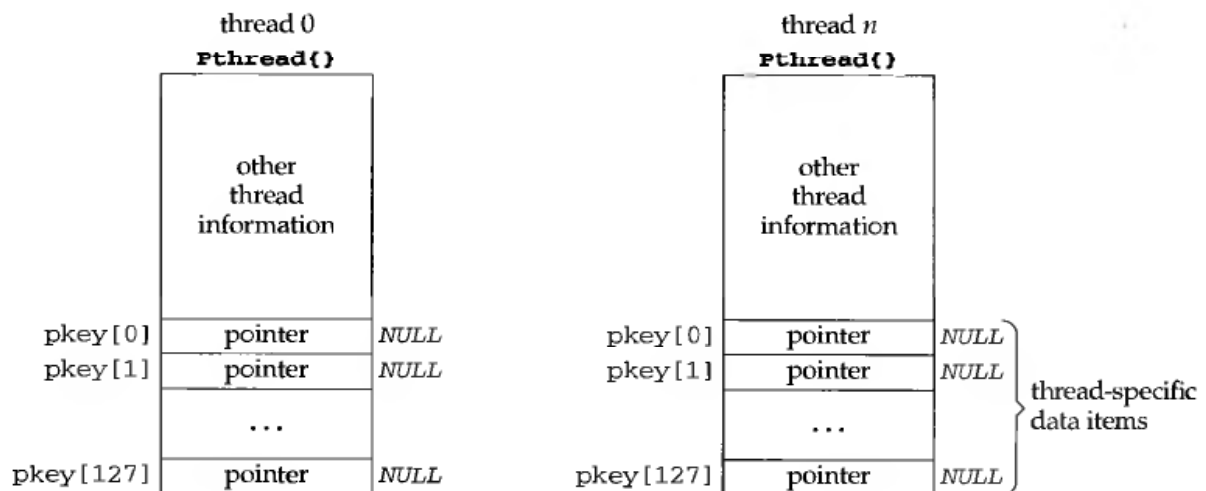 thread 0
Pthread{}
other
thread
information
pkey[0] pointer NULL
pkey[1] pointer NULL
...
pkey[127] pointer NULL
thread n
Pthread{}
other
thread
information
pkey[0] pointer NULL
pkey[1] pointer NULL
...
pkey[127] pointer NULL
thread-specific
data items